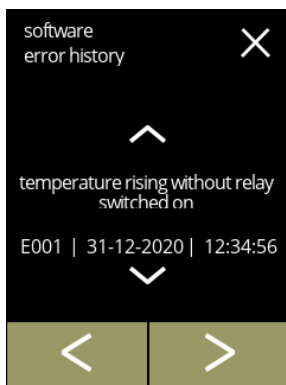 software
error history
temperature rising without relay
switched on
E001 | 31-12-2020 | 12:34:56